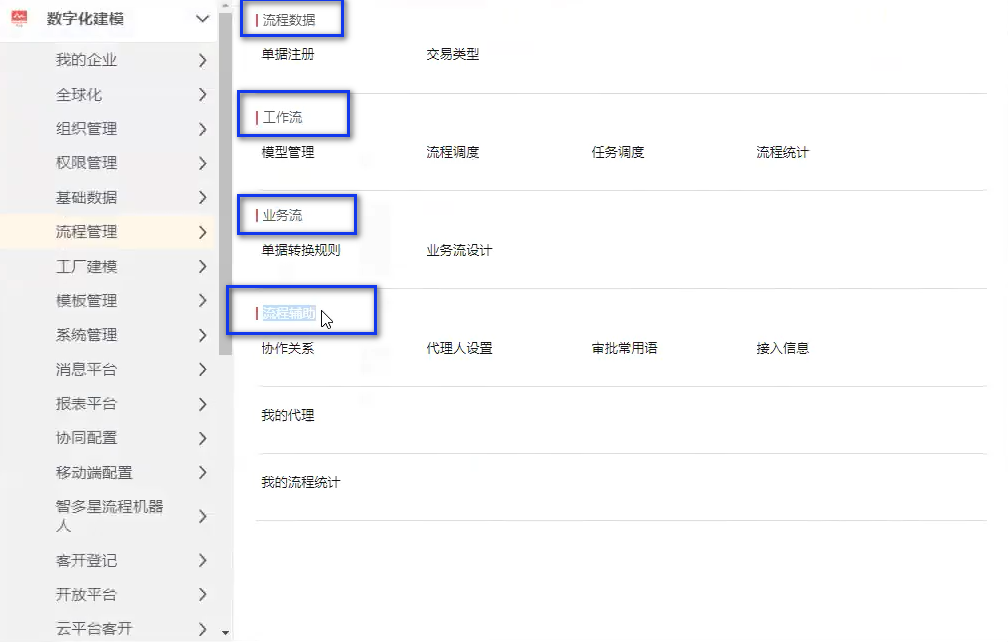 数字化建模
我的企业
全球化
组织管理
权限管理
基础数据
流程管理
工厂建模
模板管理
系统管理
消息平台
报表平台
协同配置
移动端配置
智多星流程机器
人
客开登记
开放平台
云平台客开
流程数据
单据注册 交易类型
工作流
模型管理 流程调度 任务调度 流程统计
业务流
单据转换规则 业务流设计
流程辅助
协作关系 代理人设置 审批常用语 接入信息
我的代理
我的流程统计